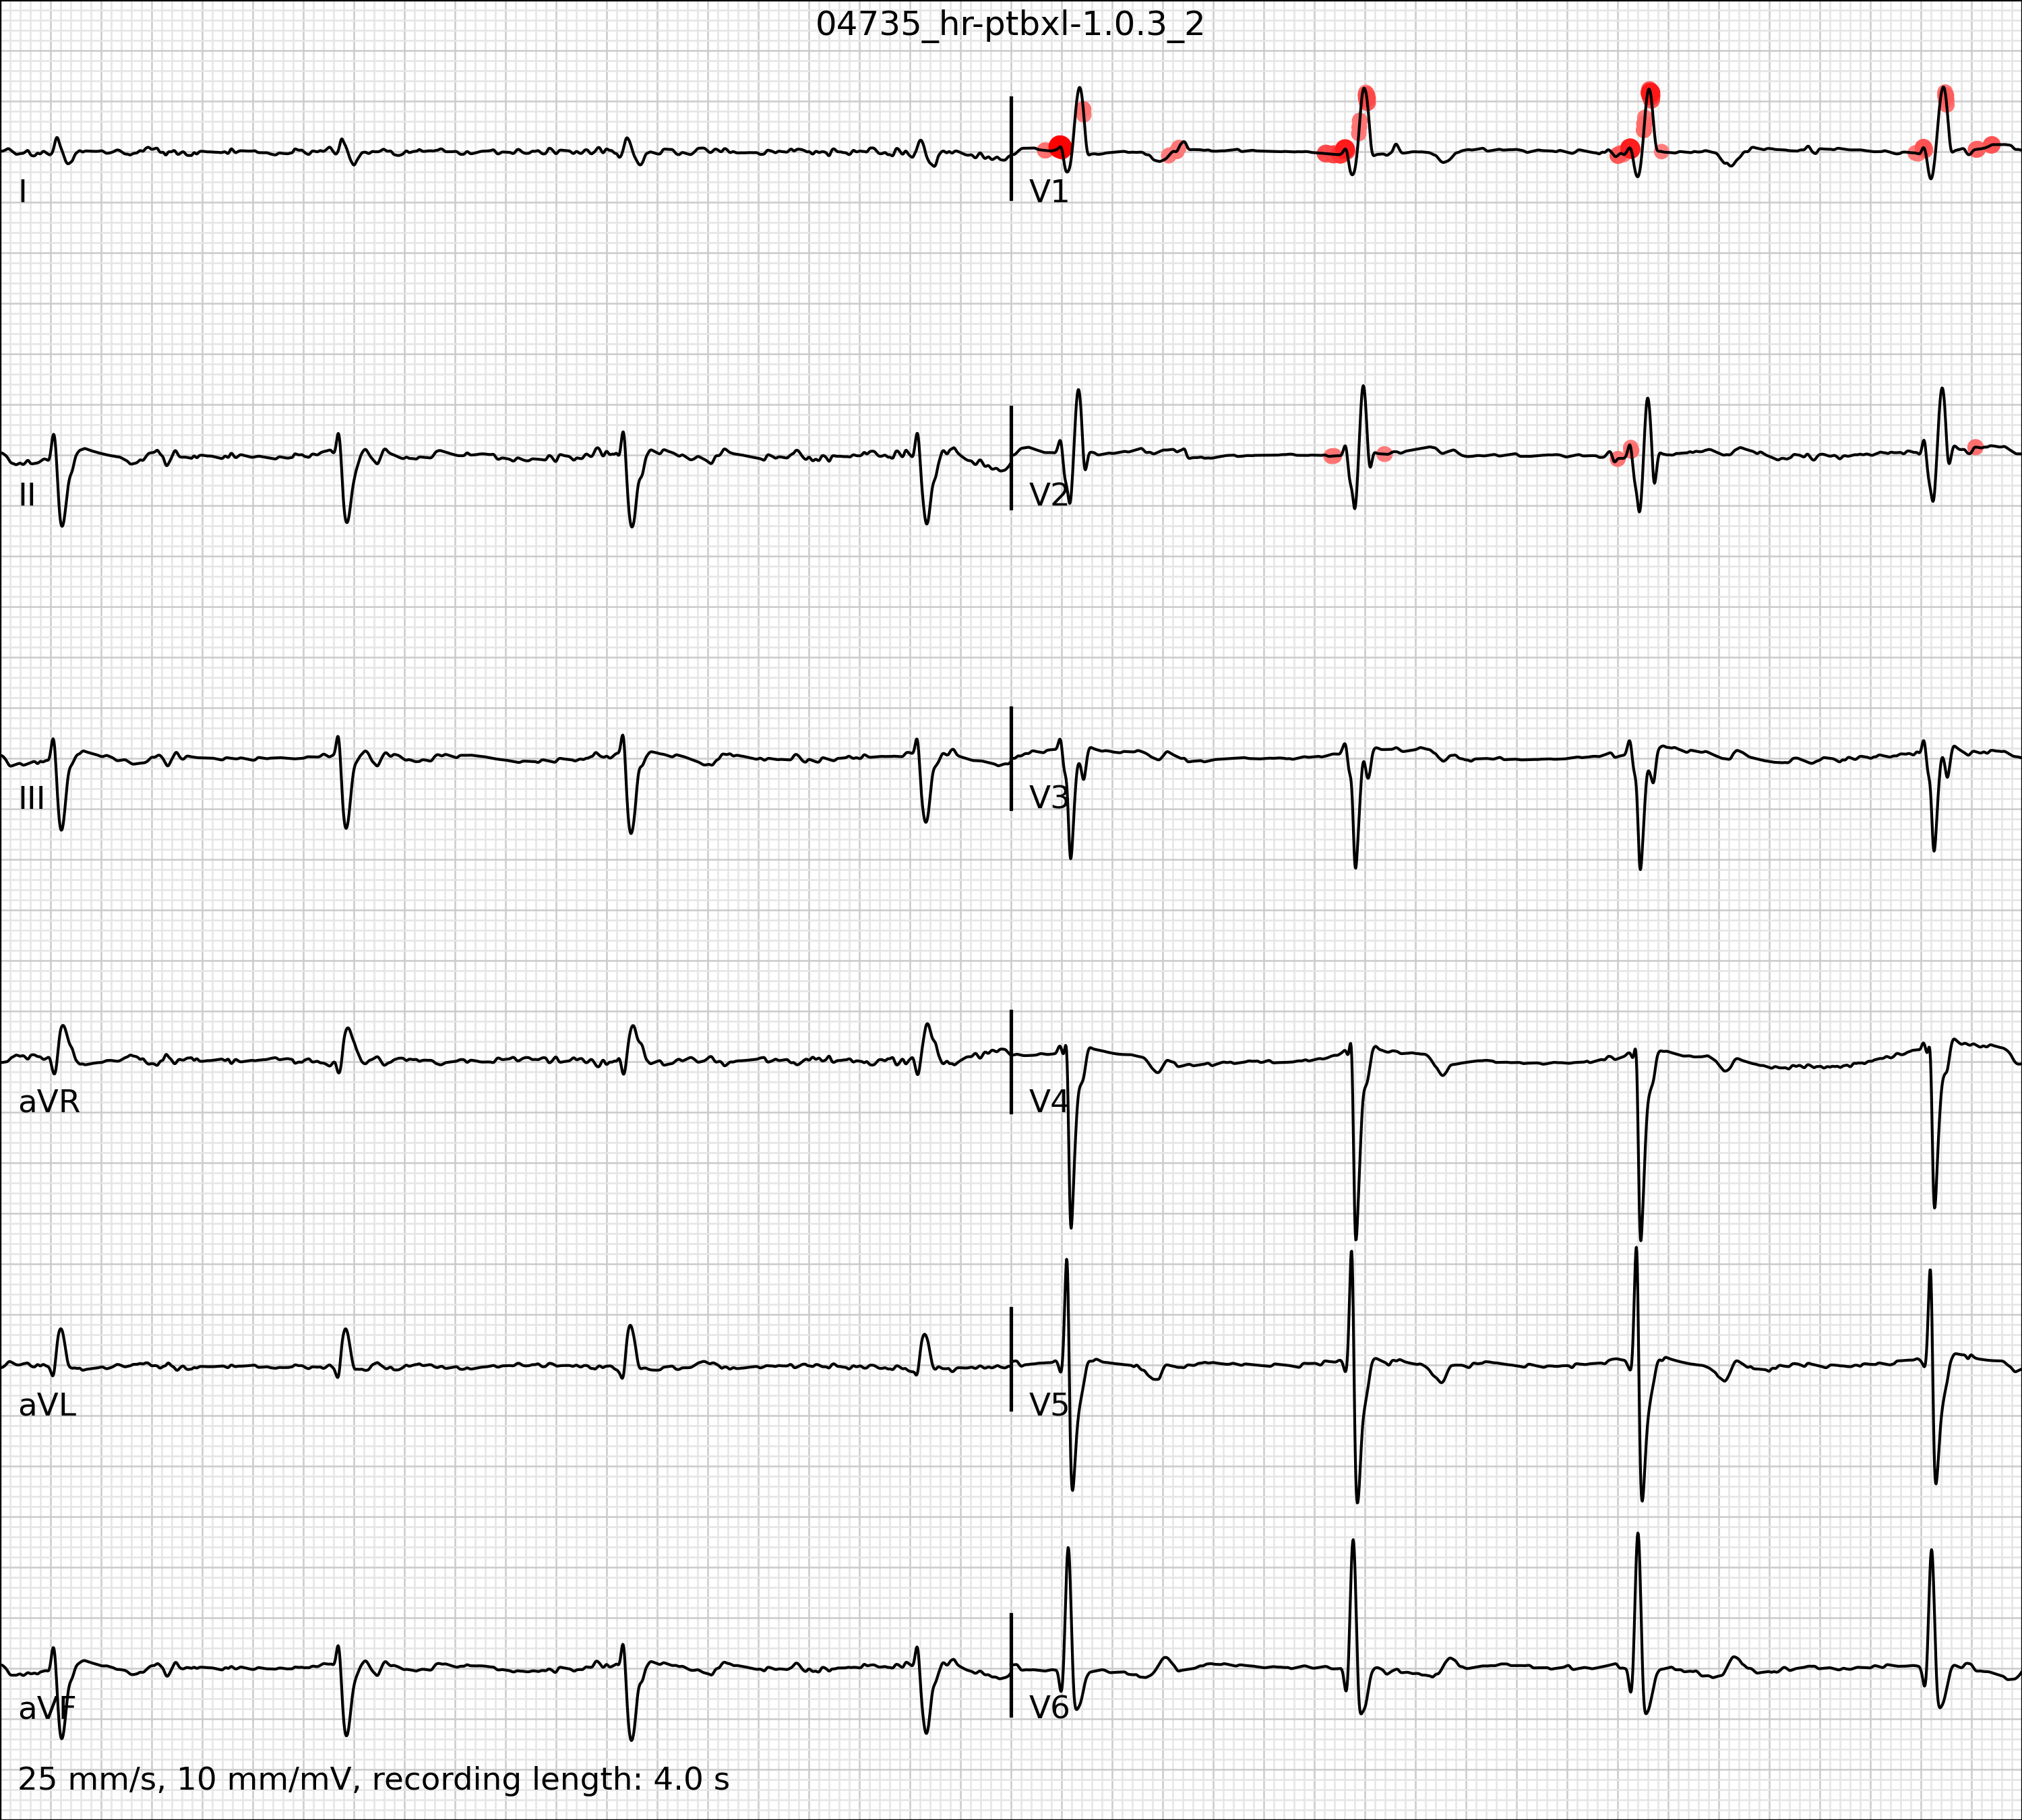 04735_hr-ptbxl-1.0.3_2
I
V1
II
V2
III
V3
aVR
V4
aVL
V5
aVF
V6
25 mm/s, 10 mm/mV, recording length: 4.0 s